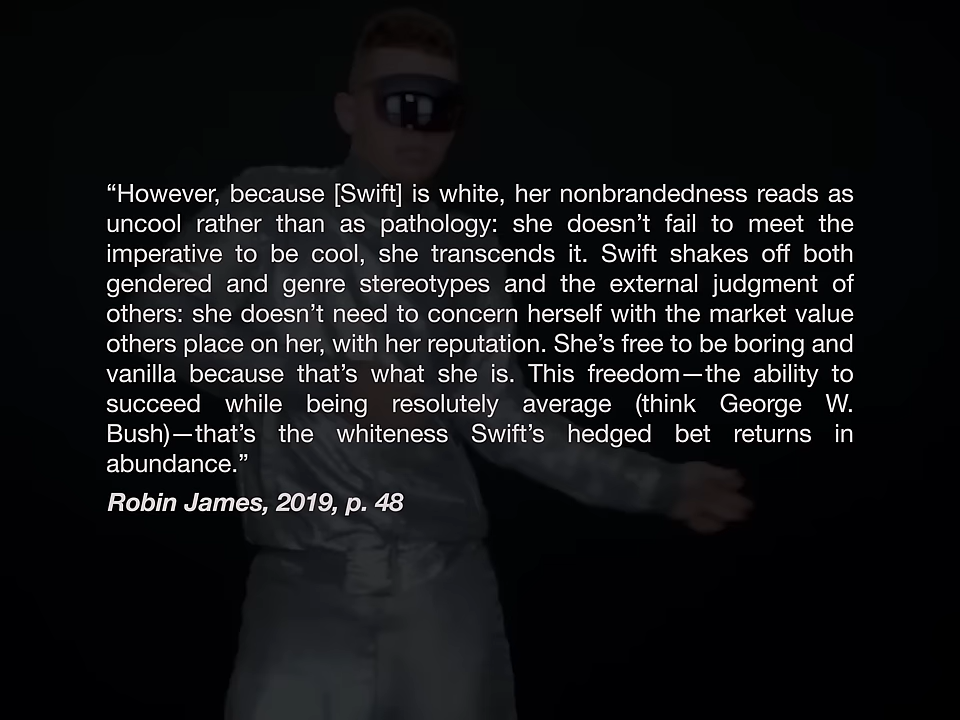 “However, because [Swift] is white, her nonbrandedness reads as
uncool rather than as pathology: she doesn’t fail to meet the
imperative to be cool, she transcends it. Swift shakes off both
gendered and genre stereotypes and the external judgment of
others: she doesn’t need to concern herself with the market value
others place on her, with her reputation. She’s free to be boring and
vanilla because that’s what she is. This freedom—the ability to
succeed while being resolutely average (think George W.
Bush)—that’s the whiteness Swift’s hedged bet returns in
abundance.”
Robin James, 2019, p. 48